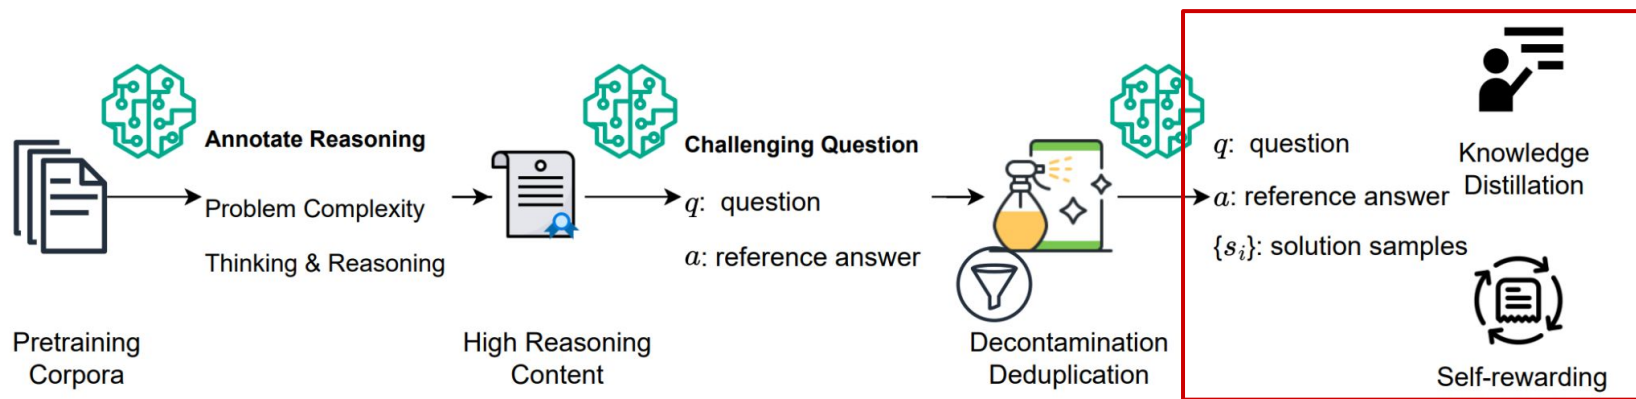 Annotate Reasoning
Problem Complexity
Thinking & Reasoning
Pretraining
Corpora
High Reasoning
Content
Challenging Question
q: question
a: reference answer
Decontamination
Deduplication
q: question
a: reference answer
{sᵢ}: solution samples
Knowledge
Distillation
Self-rewarding